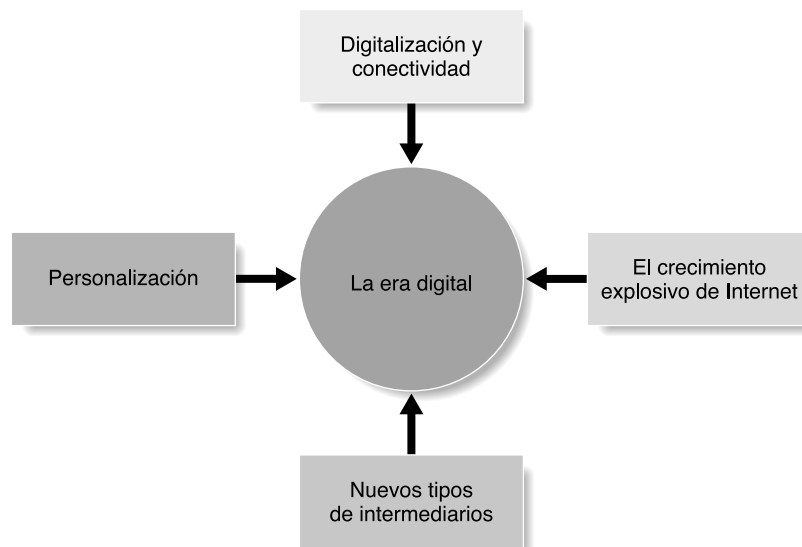 Digitalización y
conectividad
Personalización
La era digital
El crecimiento
explosivo de Internet
Nuevos tipos
de intermediarios